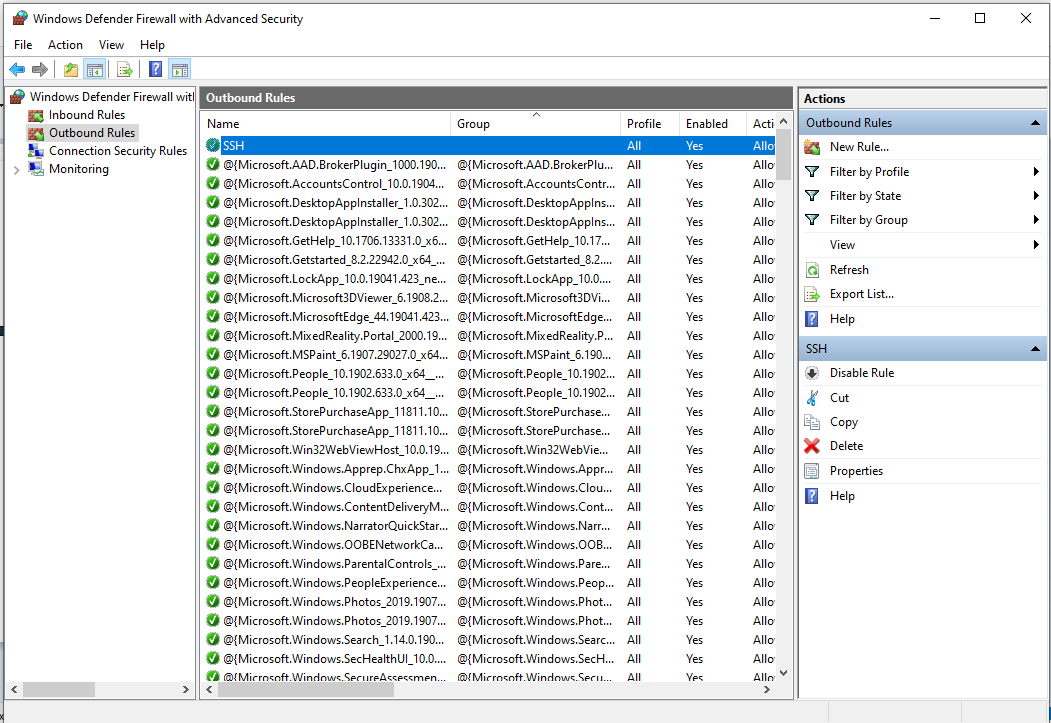 Windows Defender Firewall with Advanced Security
File Action View Help
Windows Defender Firewall witl
Inbound Rules
Outbound Rules
Connection Security Rules
Monitoring
Outbound Rules
Name Group Profile Enabled Acti
SSH All Yes Allo
@{Microsoft.AAD.BrokerPlugin_1000.190... @{Microsoft.AAD.BrokerPlu... All Yes Allo
@{Microsoft.AccountsControl_10.0.1904... @{Microsoft.AccountsContr... All Yes Allo
@{Microsoft.DesktopAppInstaller_1.0.302... @{Microsoft.DesktopAppIns... All Yes Allo
@{Microsoft.DesktopAppInstaller_1.0.302... @{Microsoft.DesktopAppIns... All Yes Allo
@{Microsoft.GetHelp_10.1706.13331.0_x6... @{Microsoft.GetHelp_10.17... All Yes Allo
@{Microsoft.Getstarted_8.2.22942.0_x64_... @{Microsoft.Getstarted_8.2.... All Yes Allo
@{Microsoft.LockApp_10.0.19041.423_ne... @{Microsoft.LockApp_10.0.... All Yes Allo
@{Microsoft.Microsoft3DViewer_6.1908.2... @{Microsoft.Microsoft3DVi... All Yes Allo
@{Microsoft.MicrosoftEdge_44.19041.423... @{Microsoft.MicrosoftEdge... All Yes Allo
@{Microsoft.MixedReality.Portal_2000.19... @{Microsoft.MixedReality.P... All Yes Allo
@{Microsoft.MSPaint_6.1907.29027.0_x64... @{Microsoft.MSPaint_6.190... All Yes Allo
@{Microsoft.People_10.1902.633.0_x64__... @{Microsoft.People_10.1902... All Yes Allo
@{Microsoft.People_10.1902.633.0_x64__... @{Microsoft.People_10.1902... All Yes Allo
@{Microsoft.StorePurchaseApp_11811.10... @{Microsoft.StorePurchase... All Yes Allo
@{Microsoft.StorePurchaseApp_11811.10... @{Microsoft.StorePurchase... All Yes Allo
@{Microsoft.Win32WebViewHost_10.0.19... @{Microsoft.Win32WebVie... All Yes Allo
@{Microsoft.Windows.Apprep.ChxApp_1... @{Microsoft.Windows.Appr... All Yes Allo
@{Microsoft.Windows.CloudExperience... @{Microsoft.Windows.Clou... All Yes Allo
@{Microsoft.Windows.ContentDeliveryM... @{Microsoft.Windows.Cont... All Yes Allo
@{Microsoft.Windows.NarratorQuickStar... @{Microsoft.Windows.Narr... All Yes Allo
@{Microsoft.Windows.OOBENetworkCa... @{Microsoft.Windows.OOB... All Yes Allo
@{Microsoft.Windows.ParentalControls_... @{Microsoft.Windows.Pare... All Yes Allo
@{Microsoft.Windows.PeopleExperience... @{Microsoft.Windows.Peop... All Yes Allo
@{Microsoft.Windows.Photos_2019.1907... @{Microsoft.Windows.Phot... All Yes Allo
@{Microsoft.Windows.Photos_2019.1907... @{Microsoft.Windows.Phot... All Yes Allo
@{Microsoft.Windows.Search_1.14.0.190... @{Microsoft.Windows.Searc... All Yes Allo
@{Microsoft.Windows.SecHealthUI_10.0.... @{Microsoft.Windows.SecH... All Yes Allo
@{Microsoft.Windows.SecureAssessmen... @{Microsoft.Windows.Secu... All Yes Allo
Actions
Outbound Rules
New Rule...
Filter by Profile
Filter by State
Filter by Group
View
Refresh
Export List...
Help
SSH
Disable Rule
Cut
Copy
Delete
Properties
Help